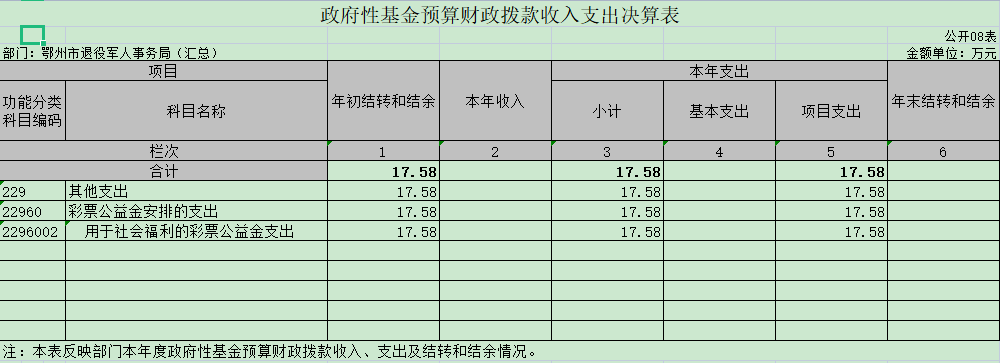 政府性基金预算财政拨款收入支出决算表
公开08表
部门：鄂州市退役军人事务局（汇总）
金额单位：万元
项目
年初结转和结余
本年收入
本年支出
年末结转和结余
功能分类
科目编码
科目名称
小计
基本支出
项目支出
栏次 1 2 3 4 5 6
合计 17.58 17.58 17.58
229 其他支出 17.58 17.58 17.58
22960 彩票公益金安排的支出 17.58 17.58 17.58
2296002 用于社会福利的彩票公益金支出 17.58 17.58 17.58
注：本表反映部门本年度政府性基金预算财政拨款收入、支出及结转和结余情况。